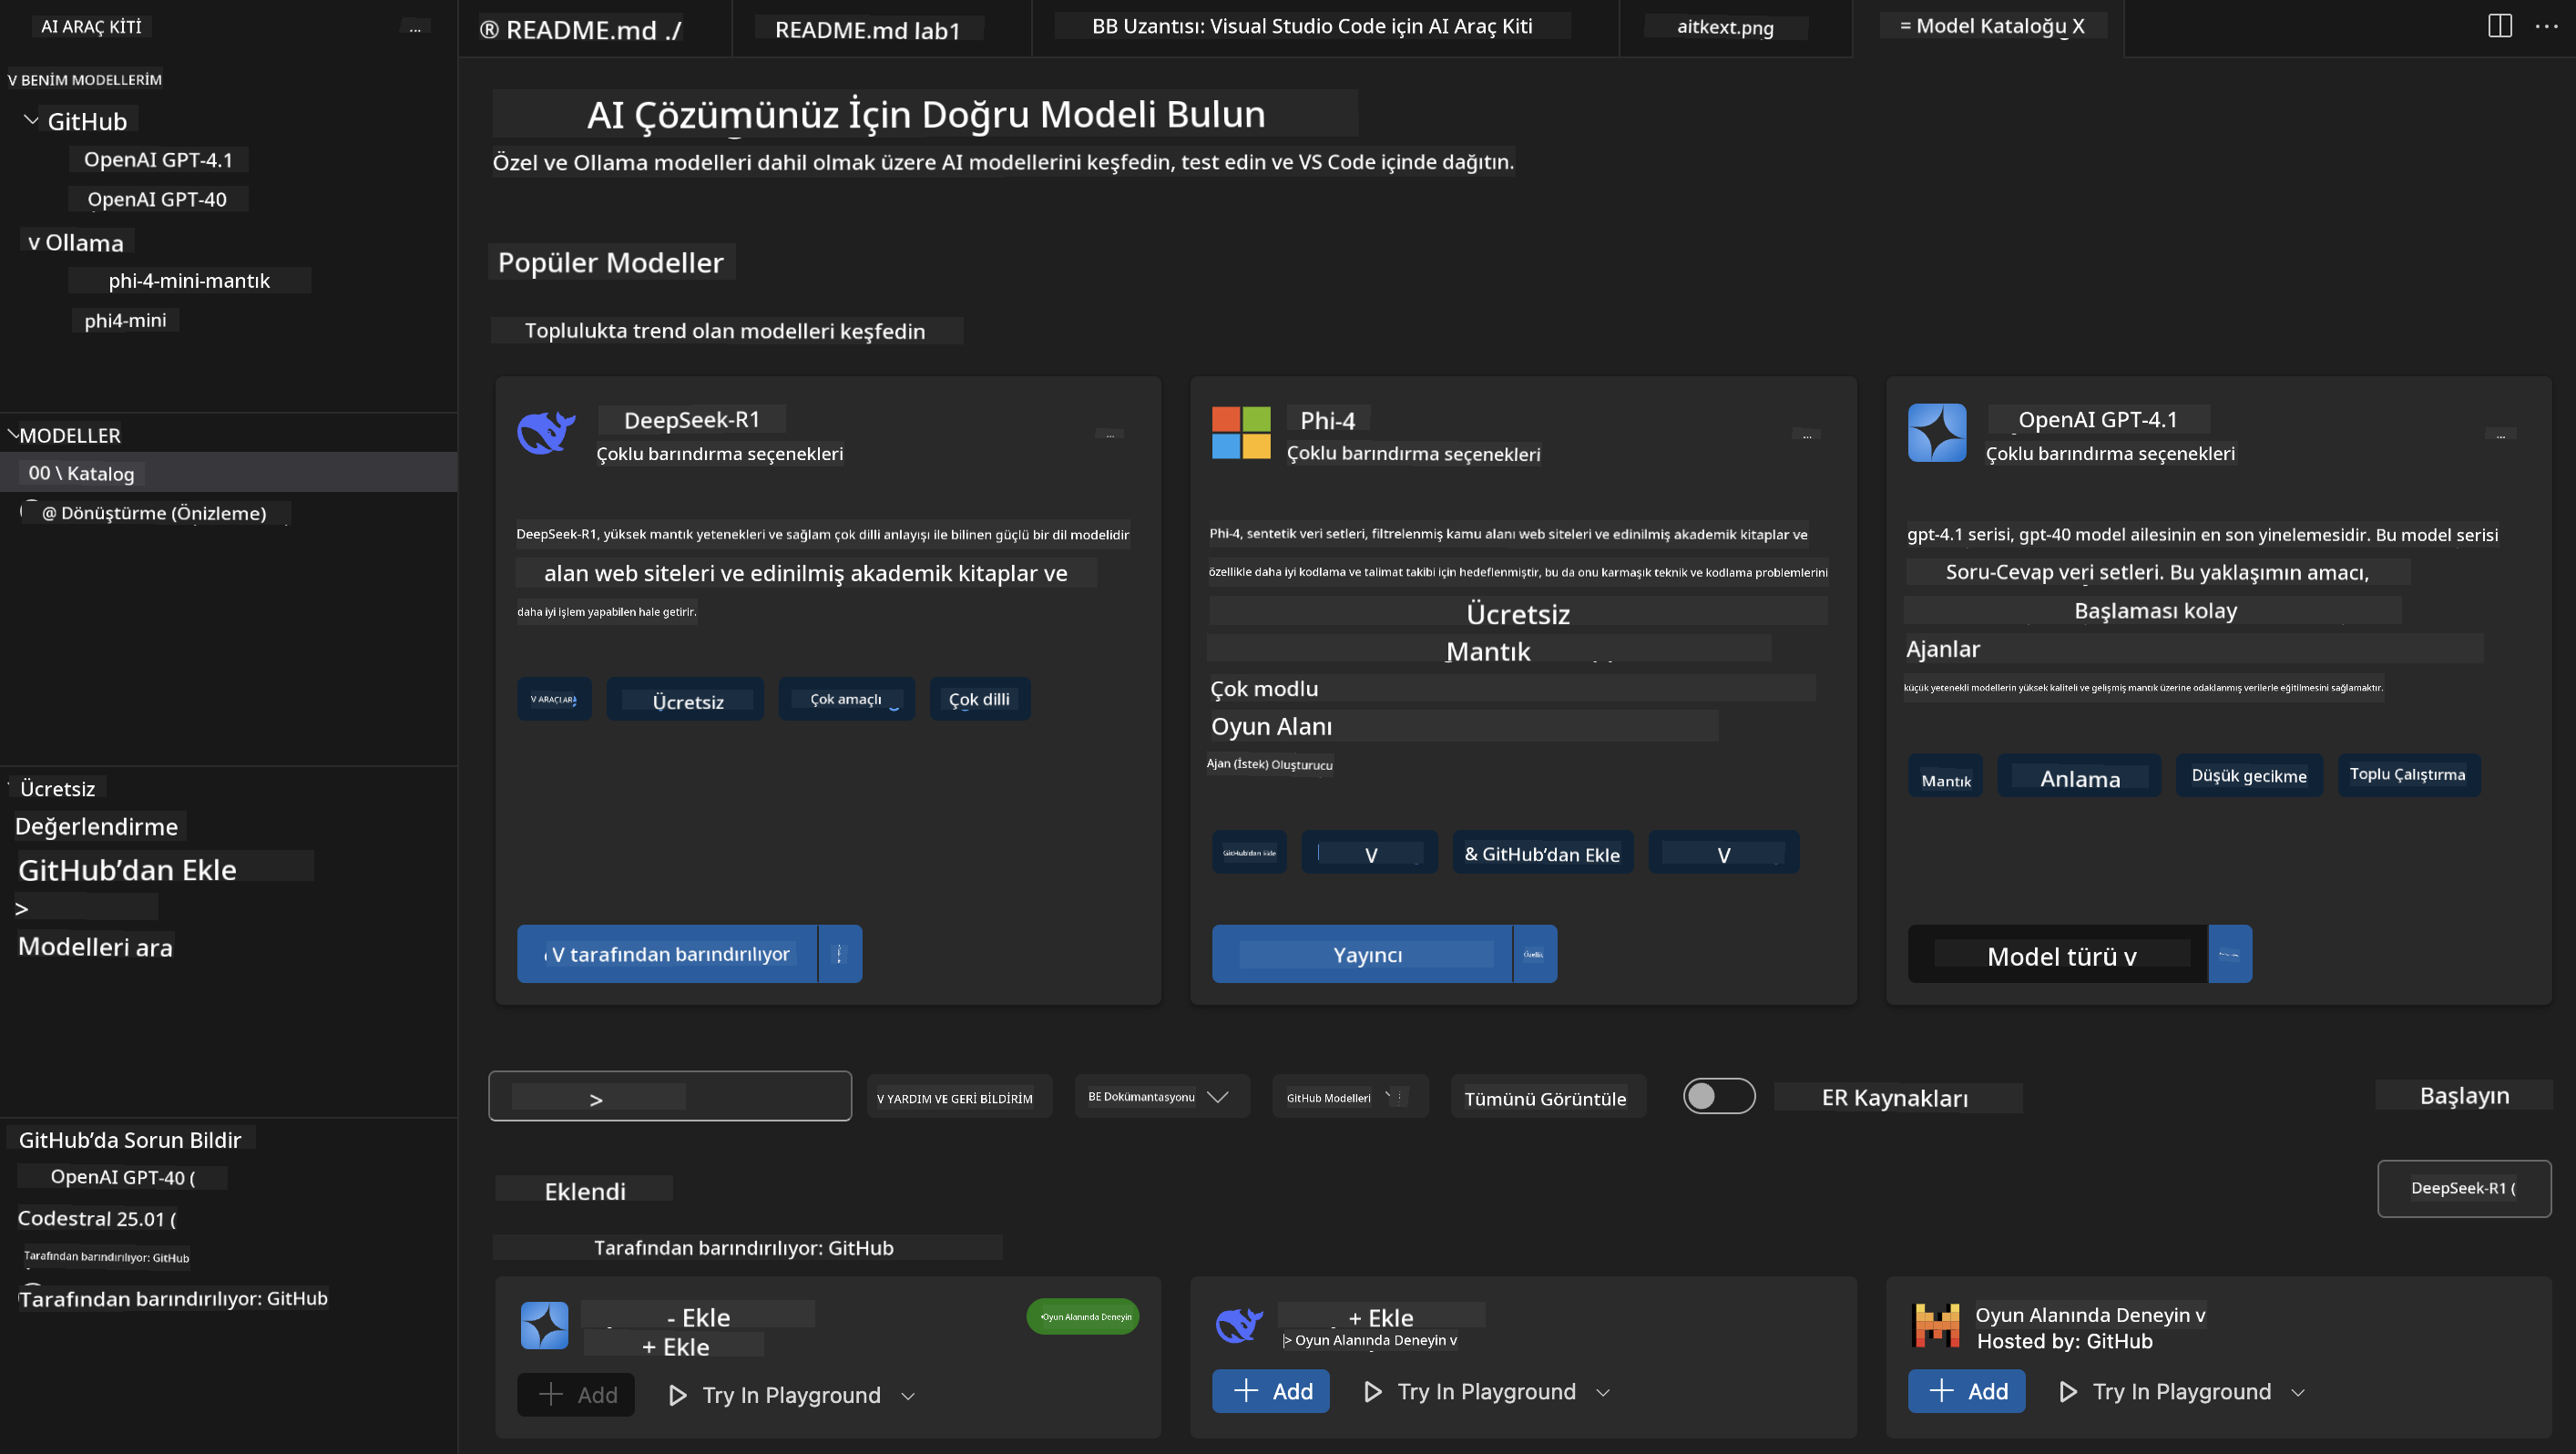 AI ARAÇ KİTİ
...
® README.md ./
README.md lab1
BB Uzantısı: Visual Studio Code için AI Araç Kiti
aitkext.png
= Model Kataloğu X
V BENİM MODELLERİM
GitHub
OpenAI GPT-4.1
OpenAI GPT-40
v Ollama
phi-4-mini-mantık
phi4-mini
MODELLER
00 \ Katalog
@ Dönüştürme (Önizleme)
Ücretsiz
Değerlendirme
GitHub’dan Ekle
>
Modelleri ara
GitHub’da Sorun Bildir
OpenAI GPT-40 (
Codestral 25.01 (
Tarafından barındırılıyor: GitHub
Tarafından barındırılıyor: GitHub
AI Çözümünüz İçin Doğru Modeli Bulun
Özel ve Ollama modelleri dahil olmak üzere AI modellerini keşfedin, test edin ve VS Code içinde dağıtın.
Popüler Modeller
Toplulukta trend olan modelleri keşfedin
DeepSeek-R1
...
Çoklu barındırma seçenekleri
DeepSeek-R1, yüksek mantık yetenekleri ve sağlam çok dilli anlayışı ile bilinen güçlü bir dil modelidir
alan web siteleri ve edinilmiş akademik kitaplar ve
daha iyi işlem yapabilen hale getirir.
V ARAÇLAR
Ücretsiz
Çok amaçlı
Çok dilli
V tarafından barındırılıyor
Phi-4
...
Çoklu barındırma seçenekleri
Phi-4, sentetik veri setleri, filtrelenmiş kamu alanı web siteleri ve edinilmiş akademik kitaplar ve
özellikle daha iyi kodlama ve talimat takibi için hedeflenmiştir, bu da onu karmaşık teknik ve kodlama problemlerini
Ücretsiz
Mantık
Çok modlu
Oyun Alanı
Ajan (İstek) Oluşturucu
GitHub'dan Ekle
V
& GitHub’dan Ekle
V
Yayıncı
OpenAI GPT-4.1
...
Çoklu barındırma seçenekleri
gpt-4.1 serisi, gpt-40 model ailesinin en son yinelemesidir. Bu model serisi
Soru-Cevap veri setleri. Bu yaklaşımın amacı,
Başlaması kolay
Ajanlar
küçük yetenekli modellerin yüksek kaliteli ve gelişmiş mantık üzerine odaklanmış verilerle eğitilmesini sağlamaktır.
Mantık
Anlama
Düşük gecikme
Toplu Çalıştırma
Model türü v
>
V YARDIM VE GERİ BİLDİRİM
BE Dokümantasyonu
GitHub Modelleri
Tümünü Görüntüle
ER Kaynakları
Başlayın
Eklendi
DeepSeek-R1 (
Tarafından barındırılıyor: GitHub
- Ekle
+ Ekle
Oyun Alanında Deneyin
Add
Try In Playground
+ Ekle
> Oyun Alanında Deneyin v
Add
Try In Playground
Oyun Alanında Deneyin v
Hosted by: GitHub
Add
Try In Playground